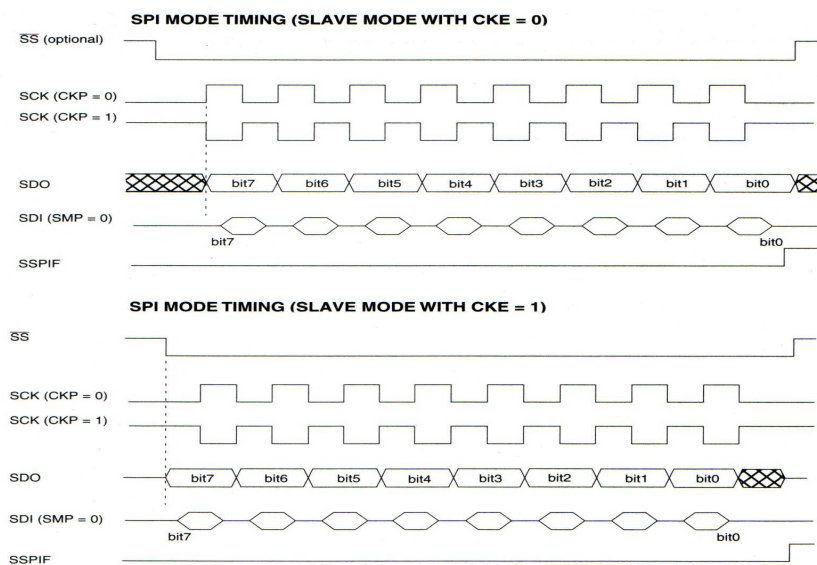 SPI MODE TIMING (SLAVE MODE WITH CKE = 0)
SS (optional)
SCK (CKP = 0)
SCK (CKP = 1)
SDO bit7 bit6 bit5 bit4 bit3 bit2 bit1 bit0
SDI (SMP = 0)
bit7 bit0
SSPIF
SPI MODE TIMING (SLAVE MODE WITH CKE = 1)
SS
SCK (CKP = 0)
SCK (CKP = 1)
SDO bit7 bit6 bit5 bit4 bit3 bit2 bit1 bit0
SDI (SMP = 0)
bit7 bit0
SSPIF